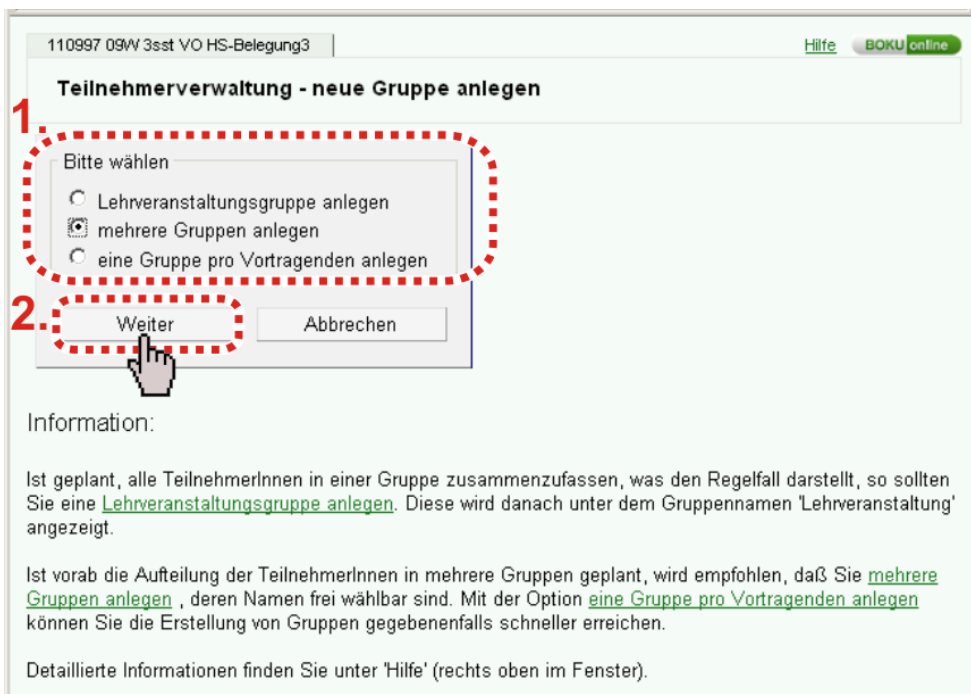 110997 09W 3sst VO HS-Belegung3
Hilfe BOKU online
Teilnehmerverwaltung - neue Gruppe anlegen
1.
Bitte wählen
Lehrveranstaltungsgruppe anlegen
mehrere Gruppen anlegen
eine Gruppe pro Vortragenden anlegen
2.
Weiter Abbrechen
Information:
Ist geplant, alle TeilnehmerInnen in einer Gruppe zusammenzufassen, was den Regelfall darstellt, so sollten
Sie eine Lehrveranstaltungsgruppe anlegen. Diese wird danach unter dem Gruppennamen 'Lehrveranstaltung'
angezeigt.
Ist vorab die Aufteilung der TeilnehmerInnen in mehrere Gruppen geplant, wird empfohlen, daß Sie mehrere
Gruppen anlegen , deren Namen frei wählbar sind. Mit der Option eine Gruppe pro Vortragenden anlegen
können Sie die Erstellung von Gruppen gegebenenfalls schneller erreichen.
Detaillierte Informationen finden Sie unter 'Hilfe' (rechts oben im Fenster).